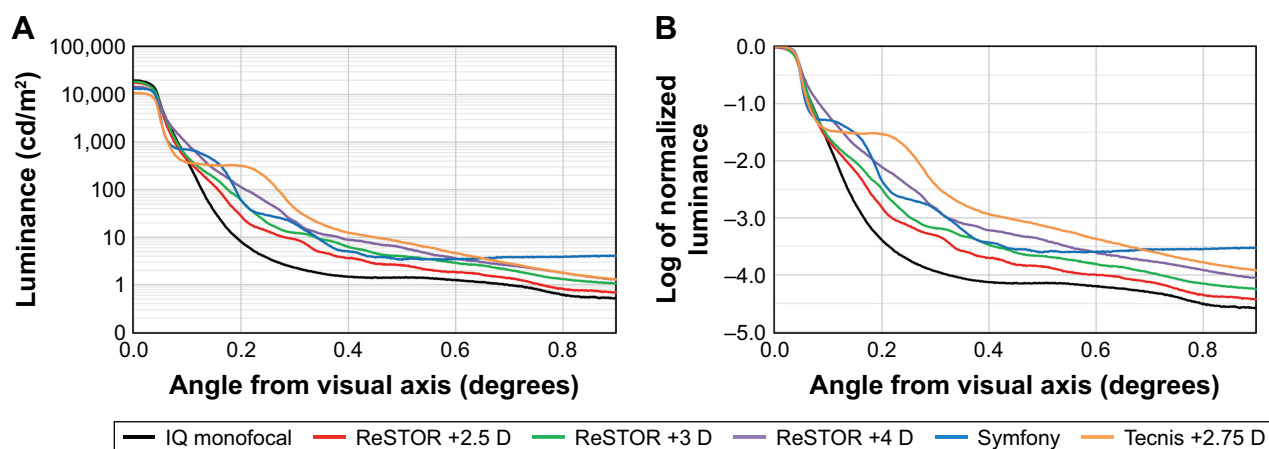 A
Luminance (cd/m²)
100,000
10,000
1,000
100
10
1
0
0.0 0.2 0.4 0.6 0.8
Angle from visual axis (degrees)
B
Log of normalized
luminance
0.0
–1.0
–2.0
–3.0
–4.0
–5.0
0.0 0.2 0.4 0.6 0.8
Angle from visual axis (degrees)
IQ monofocal ReSTOR +2.5 D ReSTOR +3 D ReSTOR +4 D Symfony Tecnis +2.75 D